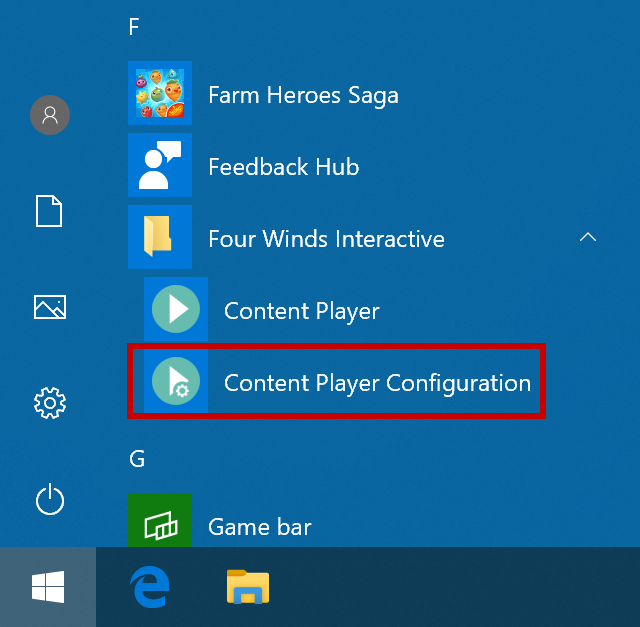 F
Farm Heroes Saga
Feedback Hub
Four Winds Interactive
Content Player
Content Player Configuration
G
Game bar